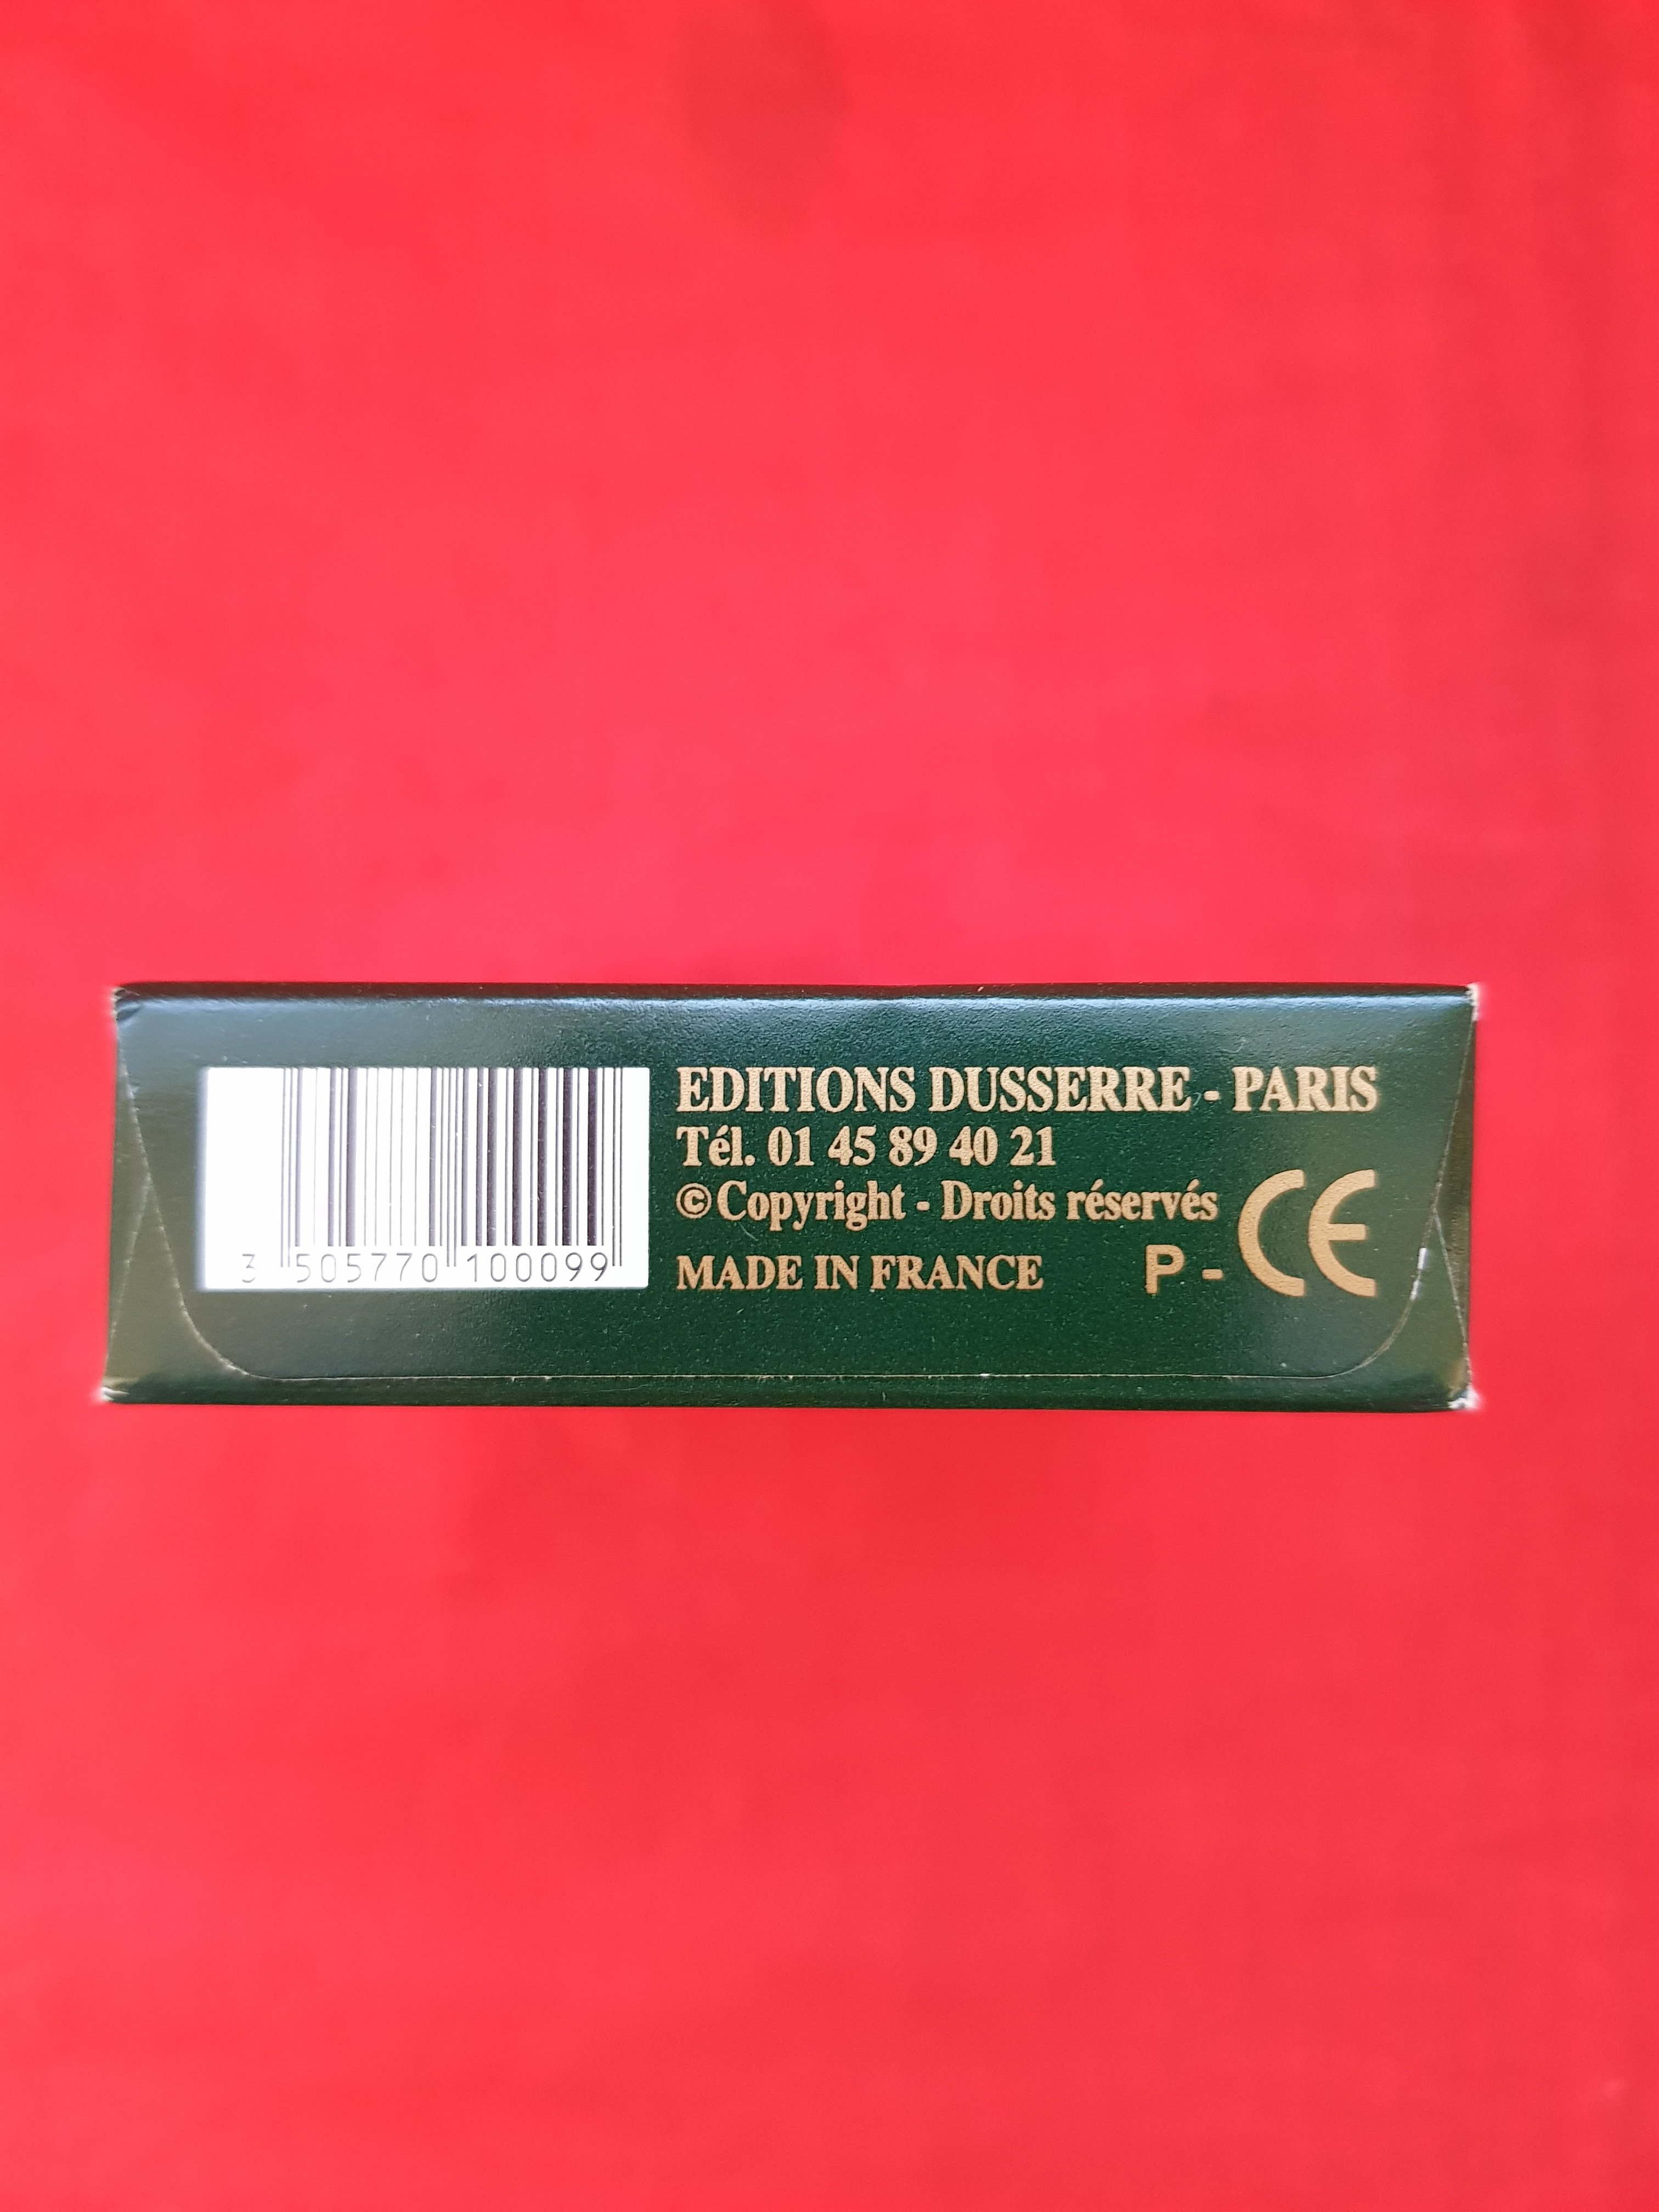 EDITIONS DUSSERRE - PARIS
Tél. 01 45 89 40 21
©Copyright - Droits réservés
MADE IN FRANCE P - CE
3 505770 100099